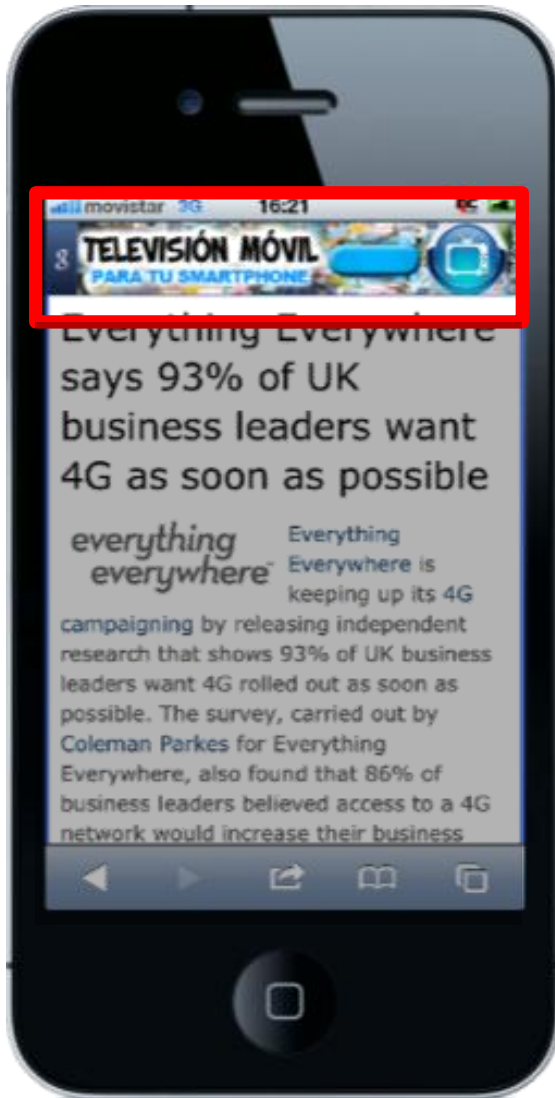 movistar 3G 16:21
8 TELEVISIÓN MÓVIL
PARA TU SMARTPHONE
Everything Everywhere
says 93% of UK
business leaders want
4G as soon as possible
everything
everywhere
Everything
Everywhere is
keeping up its 4G
campaigning by releasing independent
research that shows 93% of UK business
leaders want 4G rolled out as soon as
possible. The survey, carried out by
Coleman Parkes for Everything
Everywhere, also found that 86% of
business leaders believed access to a 4G
network would increase their business